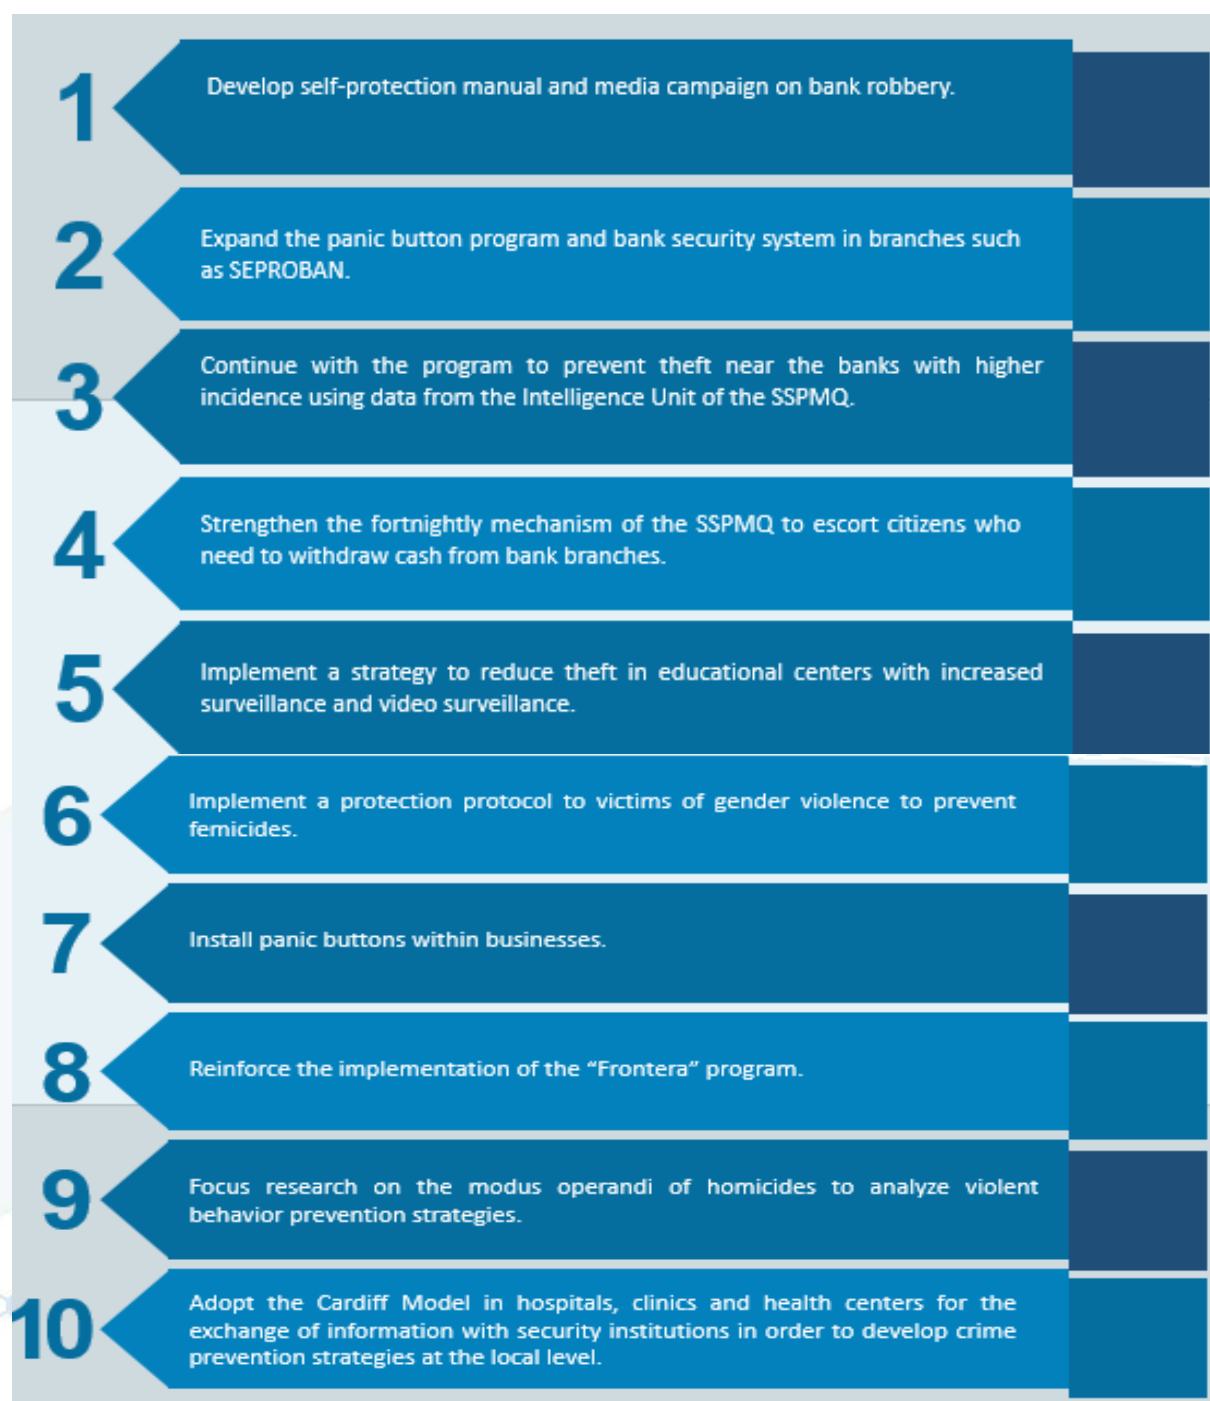 1
Develop self-protection manual and media campaign on bank robbery.
2
Expand the panic button program and bank security system in branches such
as SEPROBAN.
3
Continue with the program to prevent theft near the banks with higher
incidence using data from the Intelligence Unit of the SSPMQ.
4
Strengthen the fortnightly mechanism of the SSPMQ to escort citizens who
need to withdraw cash from bank branches.
5
Implement a strategy to reduce theft in educational centers with increased
surveillance and video surveillance.
6
Implement a protection protocol to victims of gender violence to prevent
femicides.
7
Install panic buttons within businesses.
8
Reinforce the implementation of the “Frontera” program.
9
Focus research on the modus operandi of homicides to analyze violent
behavior prevention strategies.
10
Adopt the Cardiff Model in hospitals, clinics and health centers for the
exchange of information with security institutions in order to develop crime
prevention strategies at the local level.